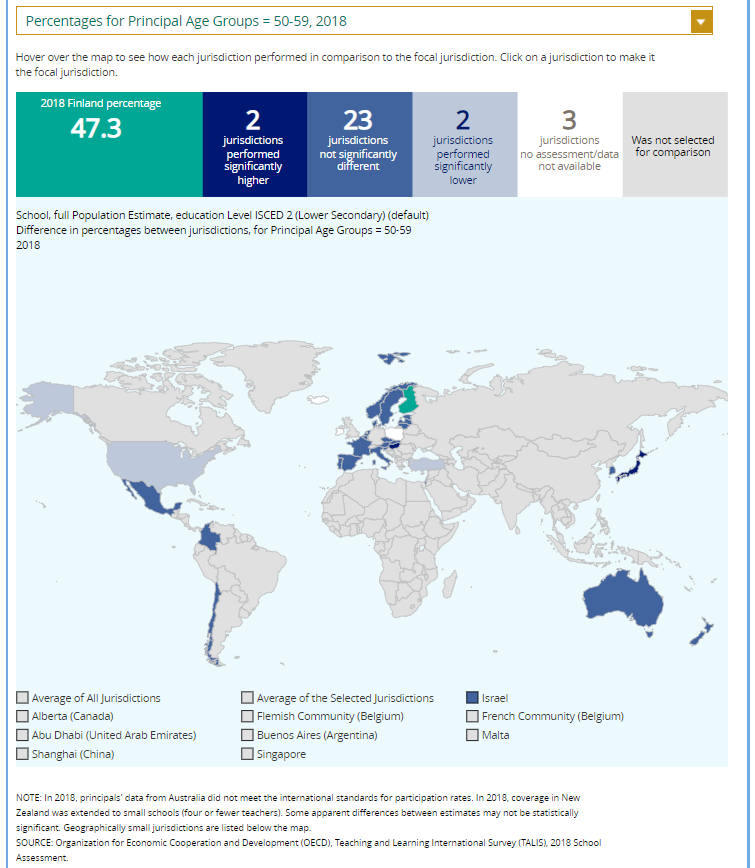 Percentages for Principal Age Groups = 50-59, 2018
Hover over the map to see how each jurisdiction performed in comparison to the focal jurisdiction. Click on a jurisdiction to make it
the focal jurisdiction.
2018 Finland percentage
47.3
2
jurisdictions
performed
significantly
higher
23
jurisdictions
not significantly
different
2
jurisdictions
performed
significantly
lower
3
jurisdictions
no assessment/data
not available
Was not selected
for comparison
School, full Population Estimate, education Level ISCED 2 (Lower Secondary) (default)
Difference in percentages between jurisdictions, for Principal Age Groups = 50-59
2018
Average of All Jurisdictions
Average of the Selected Jurisdictions
Israel
Alberta (Canada)
Flemish Community (Belgium)
French Community (Belgium)
Abu Dhabi (United Arab Emirates)
Buenos Aires (Argentina)
Malta
Shanghai (China)
Singapore
NOTE: In 2018, principals' data from Australia did not meet the international standards for participation rates. In 2018, coverage in New
Zealand was extended to small schools (four or fewer teachers). Some apparent differences between estimates may not be statistically
significant. Geographically small jurisdictions are listed below the map.
SOURCE: Organization for Economic Cooperation and Development (OECD), Teaching and Learning International Survey (TALIS), 2018 School
Assessment.